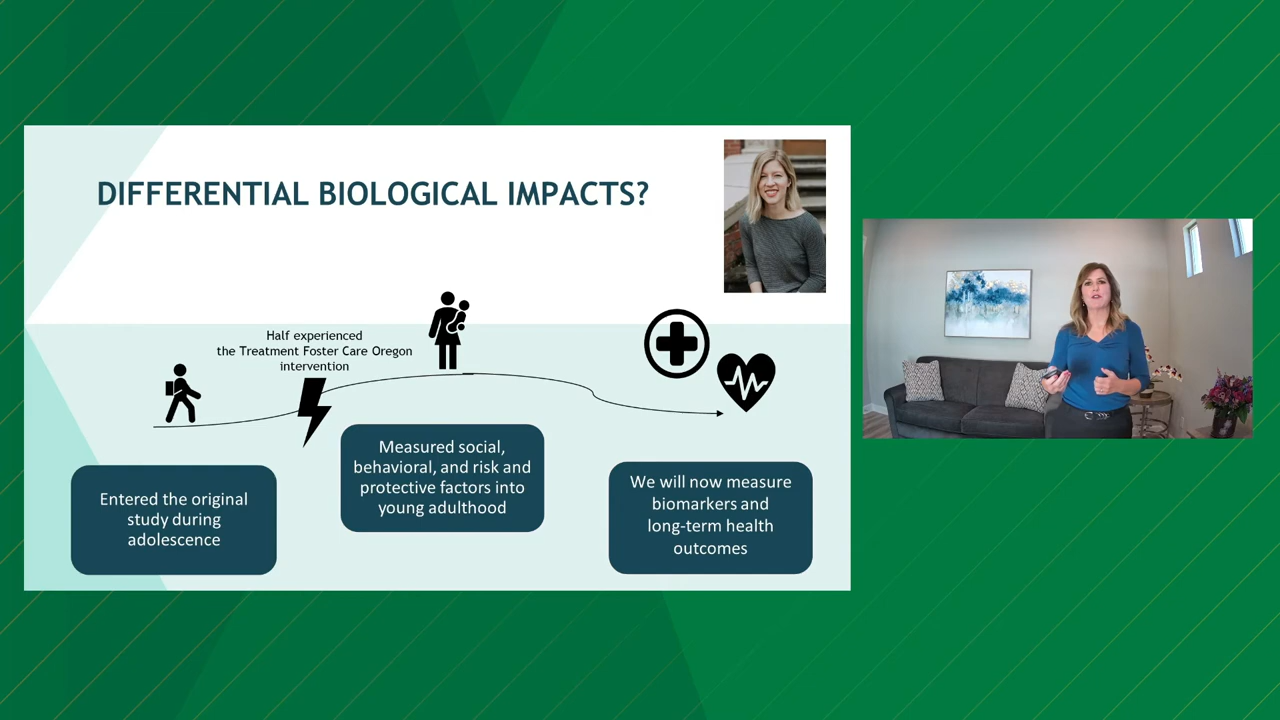 DIFFERENTIAL BIOLOGICAL IMPACTS?
Half experienced
the Treatment Foster Care Oregon
intervention
Entered the original
study during
adolescence
Measured social,
behavioral, and risk and
protective factors into
young adulthood
We will now measure
biomarkers and
long-term health
outcomes